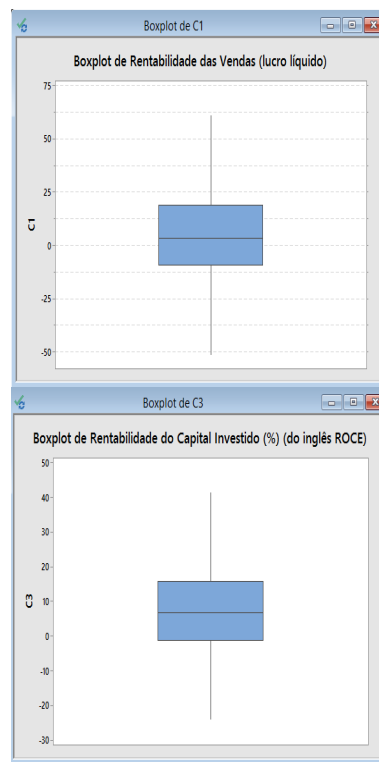 Boxplot de C1
Boxplot de Rentabilidade das Vendas (lucro líquido)
75
50
25
0
-25
-50
C1
Boxplot de C3
Boxplot de Rentabilidade do Capital Investido (%) (do inglês ROCE)
50
40
30
20
10
0
-10
-20
-30
C3